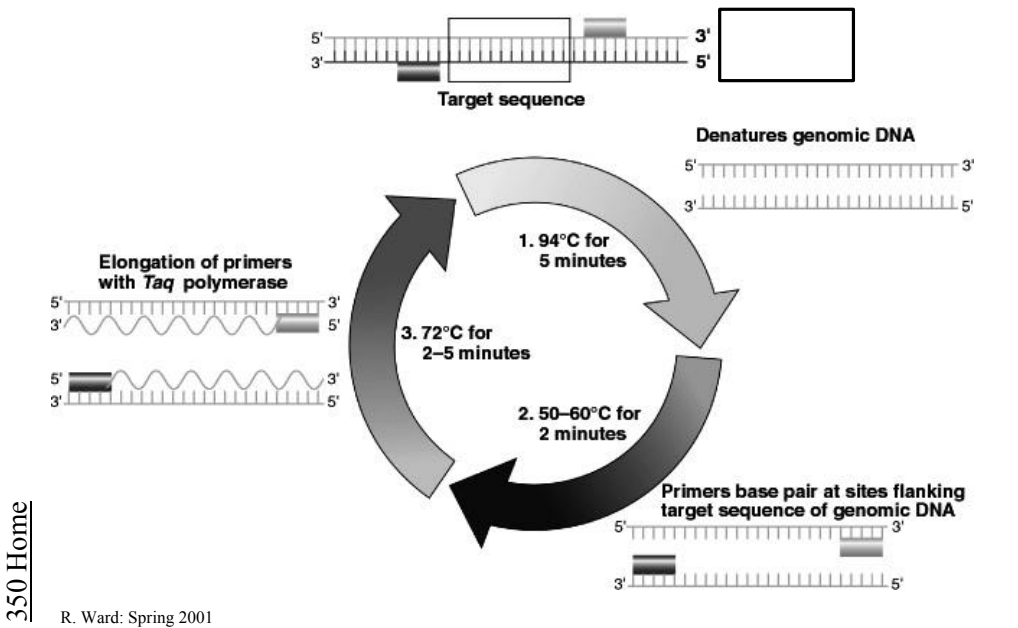 5' 3'
3' 5'
Target sequence
Denatures genomic DNA
5' 3'
3' 5'
1. 94°C for
5 minutes
Elongation of primers
with Taq polymerase
5' 3'
3' 5'
5' 3'
3' 5'
3. 72°C for
2–5 minutes
2. 50–60°C for
2 minutes
Primers base pair at sites flanking
target sequence of genomic DNA
5' 3'
3' 5'
350 Home
R. Ward: Spring 2001